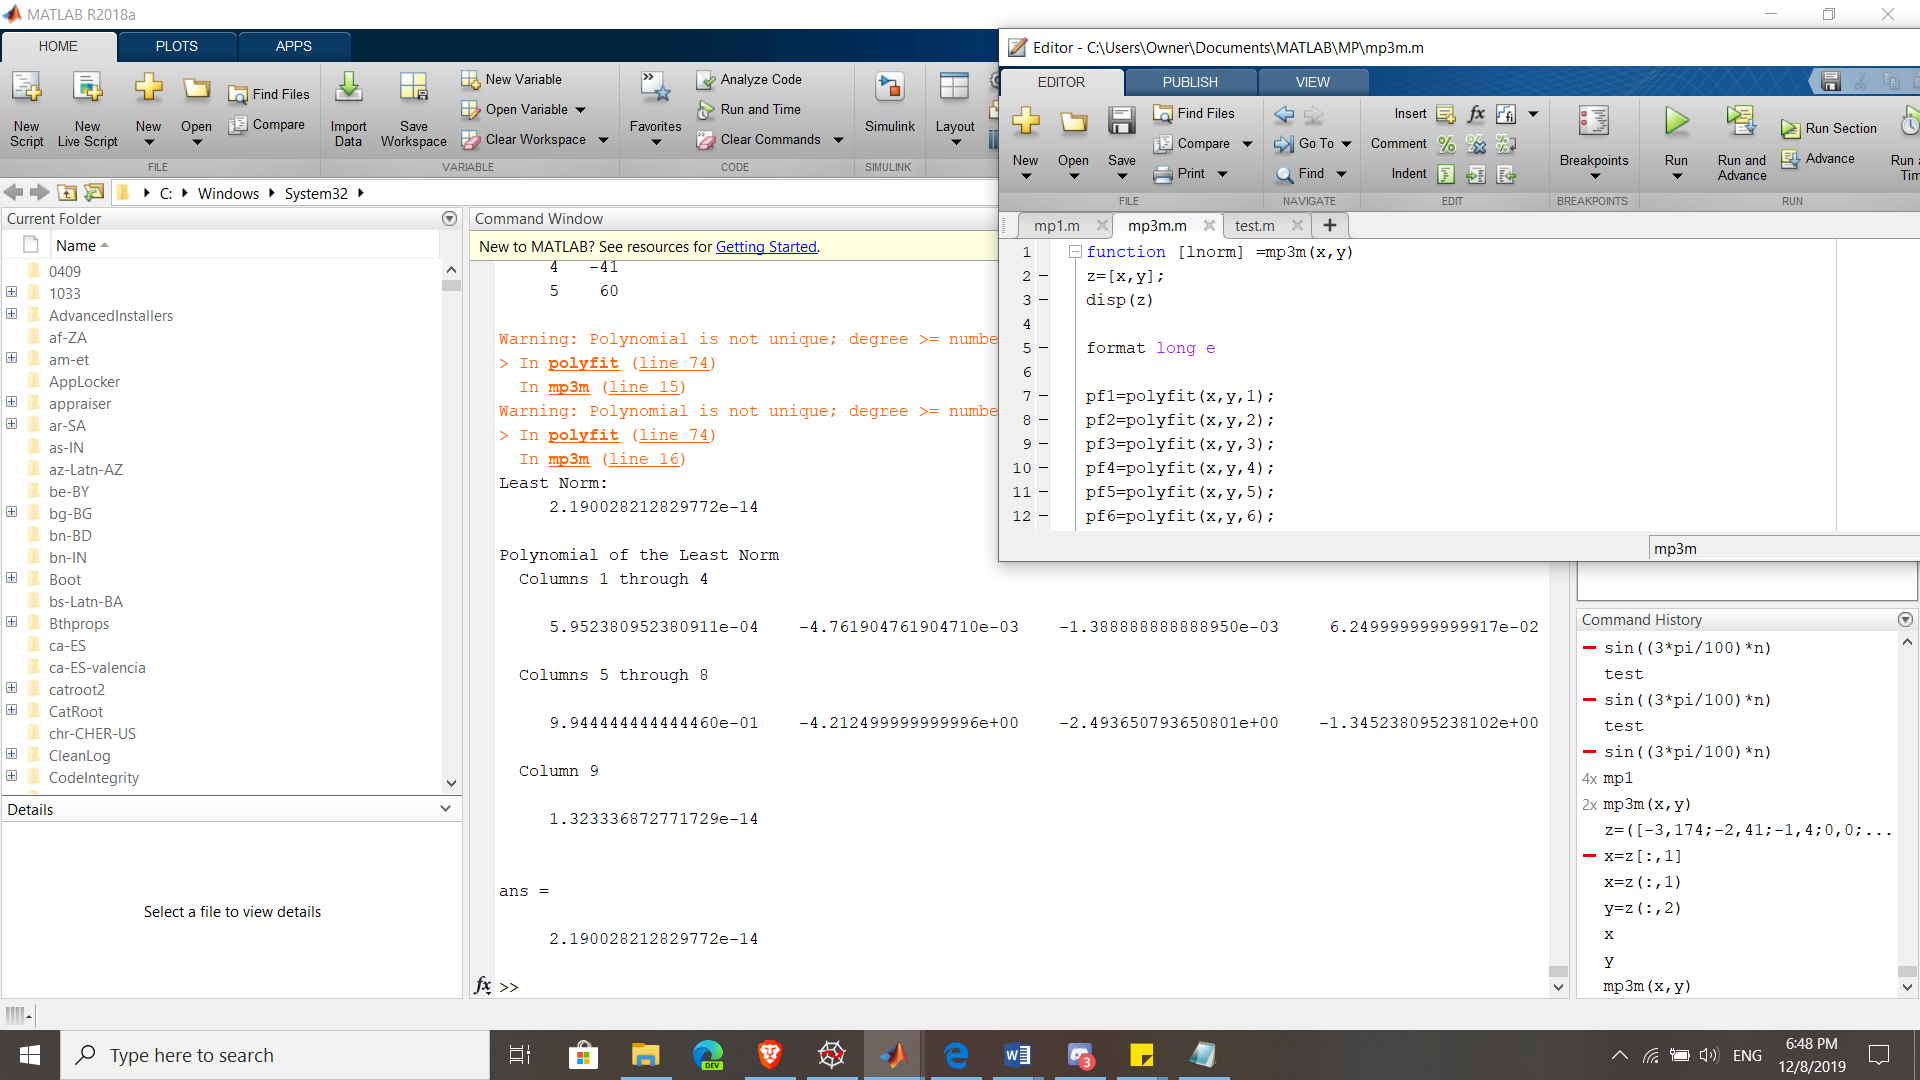 MATLAB R2018a
HOME PLOTS APPS
New Script
New Live Script
New
Open
Find Files
Compare
Import Data
Save Workspace
New Variable
Open Variable
Clear Workspace
Favorites
Analyze Code
Run and Time
Clear Commands
Simulink
Layout
FILE VARIABLE CODE SIMULINK
C: Windows System32
Current Folder
Name
0409
1033
AdvancedInstallers
af-ZA
am-et
AppLocker
appraiser
ar-SA
as-IN
az-Latn-AZ
be-BY
bg-BG
bn-BD
bn-IN
Boot
bs-Latn-BA
Bthprops
ca-ES
ca-ES-valencia
catroot2
CatRoot
chr-CHER-US
CleanLog
CodeIntegrity
Details
Select a file to view details
Command Window
New to MATLAB? See resources for Getting Started.
4 -41
5 60
Warning: Polynomial is not unique; degree >= numbe
> In polyfit (line 74)
In mp3m (line 15)
Warning: Polynomial is not unique; degree >= numbe
> In polyfit (line 74)
In mp3m (line 16)
Least Norm:
2.190028212829772e-14
Polynomial of the Least Norm
Columns 1 through 4
5.952380952380911e-04 -4.761904761904710e-03 -1.388888888888950e-03 6.249999999999917e-02
Columns 5 through 8
9.944444444444460e-01 -4.212499999999996e+00 -2.493650793650801e+00 -1.345238095238102e+00
Column 9
1.323336872771729e-14
ans =
2.190028212829772e-14
fx >>
Editor - C:\Users\Owner\Documents\MATLAB\MP\mp3m.m
EDITOR PUBLISH VIEW
New
Open
Save
Find Files
Compare
Print
Go To
Find
Insert fx
Comment
Indent
Breakpoints
Run
Run and Advance
Run Section
Advance
Run a
Tim
FILE NAVIGATE EDIT BREAKPOINTS RUN
mp1.m mp3m.m test.m
1 function [lnorm] =mp3m(x,y)
2 z=[x,y];
3 disp(z)
4
5 format long e
6
7 pf1=polyfit(x,y,1);
8 pf2=polyfit(x,y,2);
9 pf3=polyfit(x,y,3);
10 pf4=polyfit(x,y,4);
11 pf5=polyfit(x,y,5);
12 pf6=polyfit(x,y,6);
mp3m
Command History
sin((3*pi/100)*n)
test
sin((3*pi/100)*n)
test
sin((3*pi/100)*n)
4x mp1
2x mp3m(x,y)
z=([-3,174;-2,41;-1,4;0,0;...
x=z[:,1]
x=z(:,1)
y=z(:,2)
x
y
mp3m(x,y)
Type here to search
DEV
3
ENG
6:48 PM
12/8/2019